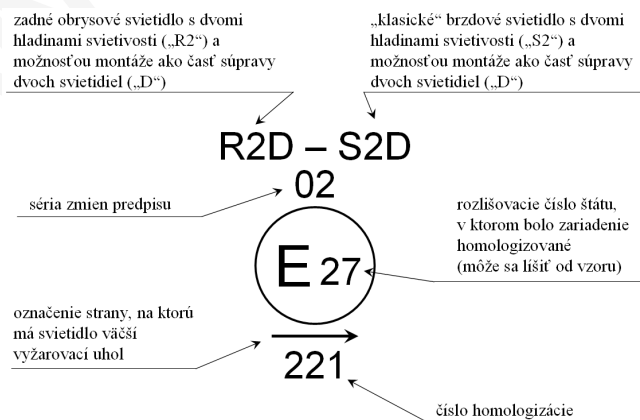 zadné obrysové svietidlo s dvomi
hladinami svietivosti („R2“) a
možnosťou montáže ako časť súpravy
dvoch svietidiel („D“)
„klasické“ brzdové svietidlo s dvomi
hladinami svietivosti („S2“) a
možnosťou montáže ako časť súpravy
dvoch svietidiel („D“)
R2D – S2D
02
séria zmien predpisu
rozlišovacie číslo štátu,
v ktorom bolo zariadenie
homologizované
(môže sa líšiť od vzoru)
E 27
označenie strany, na ktorú
má svietidlo väčší
vyžarovací uhol
221
číslo homologizácie